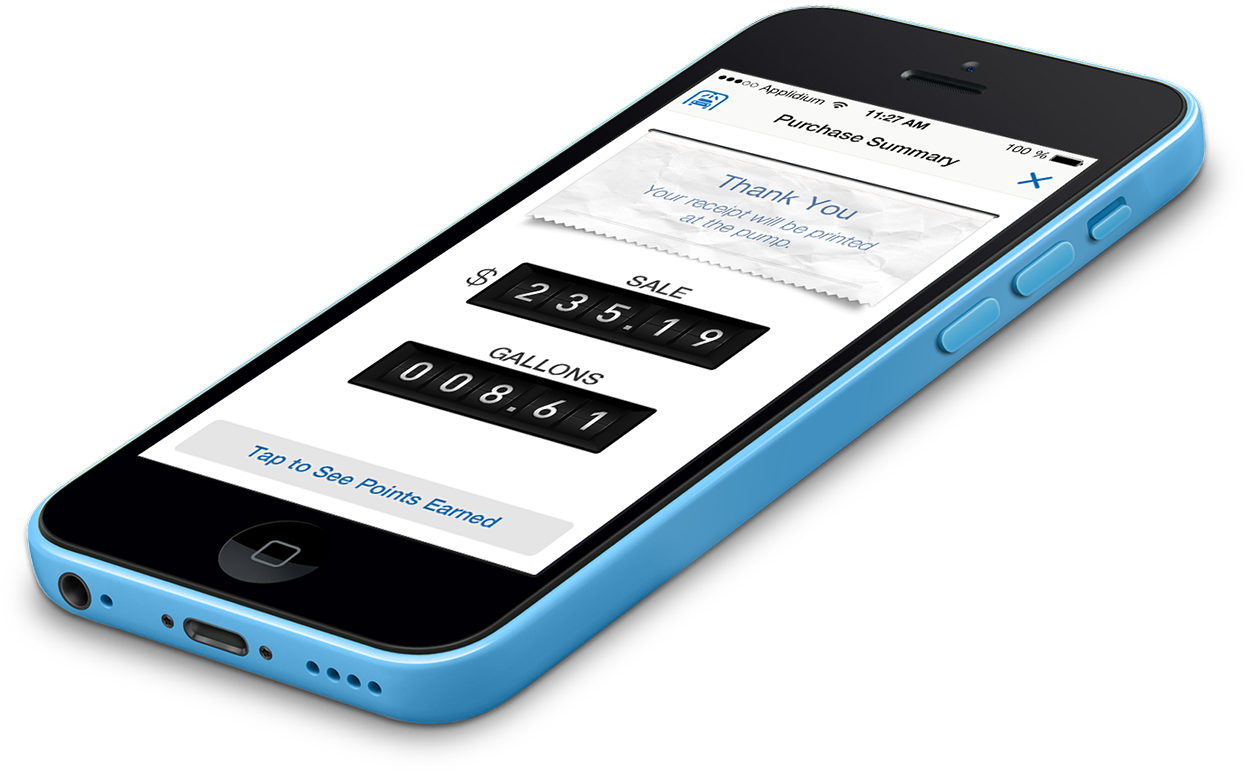 Applidium 11:27 AM 100 %
Purchase Summary
Thank You
Your receipt will be printed
at the pump.
SALE
$ 235.19
GALLONS
008.61
Tap to See Points Earned